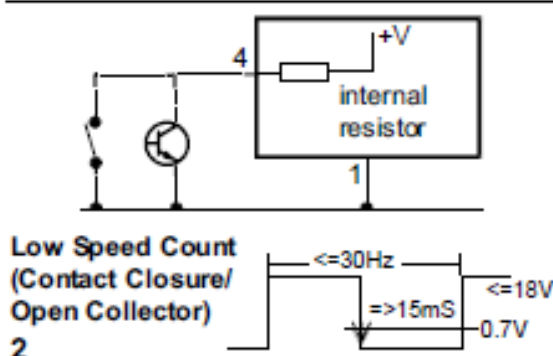 +V
4
internal
resistor
1
Low Speed Count
(Contact Closure/
Open Collector)
2
<=30Hz
<=18V
=>15mS
0.7V